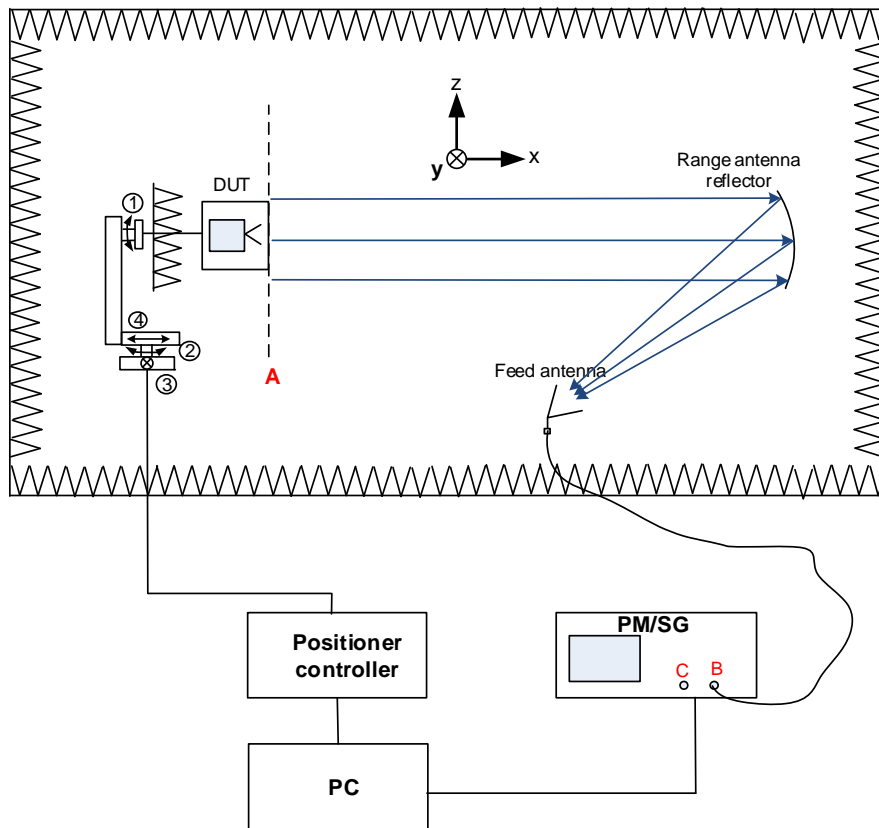 z
y
x
Range antenna
reflector
DUT
①
④
②
③
A
Feed antenna
PM/SG
C
B
Positioner
controller
PC